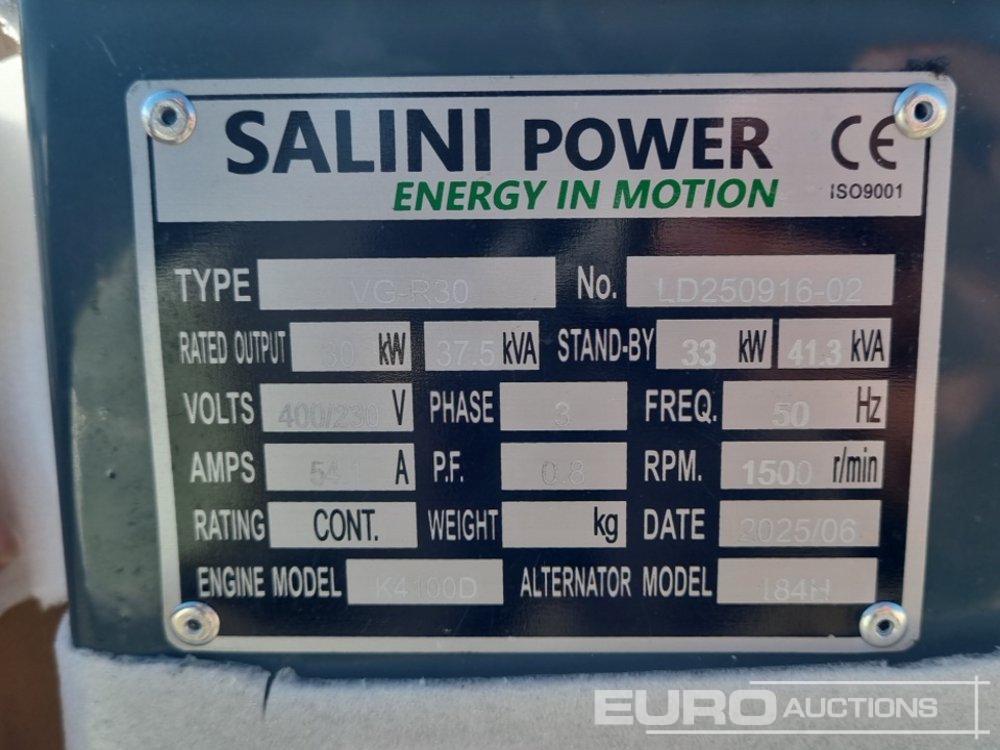 SALINI POWER CE
ENERGY IN MOTION ISO9001
TYPE VG-R30 No. LD250916-02
RATED OUTPUT 30 kW 37.5 kVA STAND-BY 33 kW 41.3 kVA
VOLTS 400/230 V PHASE 3 FREQ. 50 Hz
AMPS 54.1 A P.F. 0.8 RPM. 1500 r/min
RATING CONT. WEIGHT kg DATE 2025/06
ENGINE MODEL K4100D ALTERNATOR MODEL 184H
EURO AUCTIONS